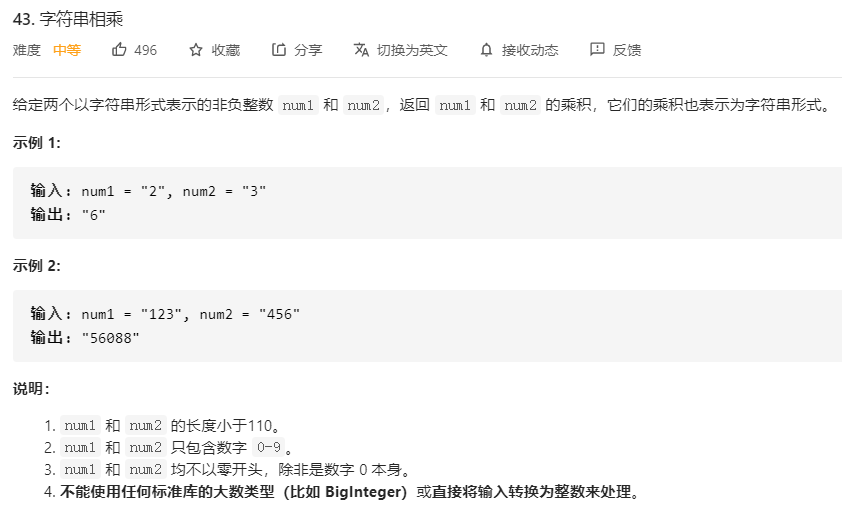 43. 字符串相乘
难度 中等 496 收藏 分享 切换为英文 接收动态 反馈
给定两个以字符串形式表示的非负整数 num1 和 num2，返回 num1 和 num2 的乘积，它们的乘积也表示为字符串形式。
示例 1:
输入: num1 = "2", num2 = "3"
输出: "6"
示例 2:
输入: num1 = "123", num2 = "456"
输出: "56088"
说明：
1. num1 和 num2 的长度小于110。
2. num1 和 num2 只包含数字 0-9。
3. num1 和 num2 均不以零开头，除非是数字 0 本身。
4. 不能使用任何标准库的大数类型（比如 BigInteger）或直接将输入转换为整数来处理。